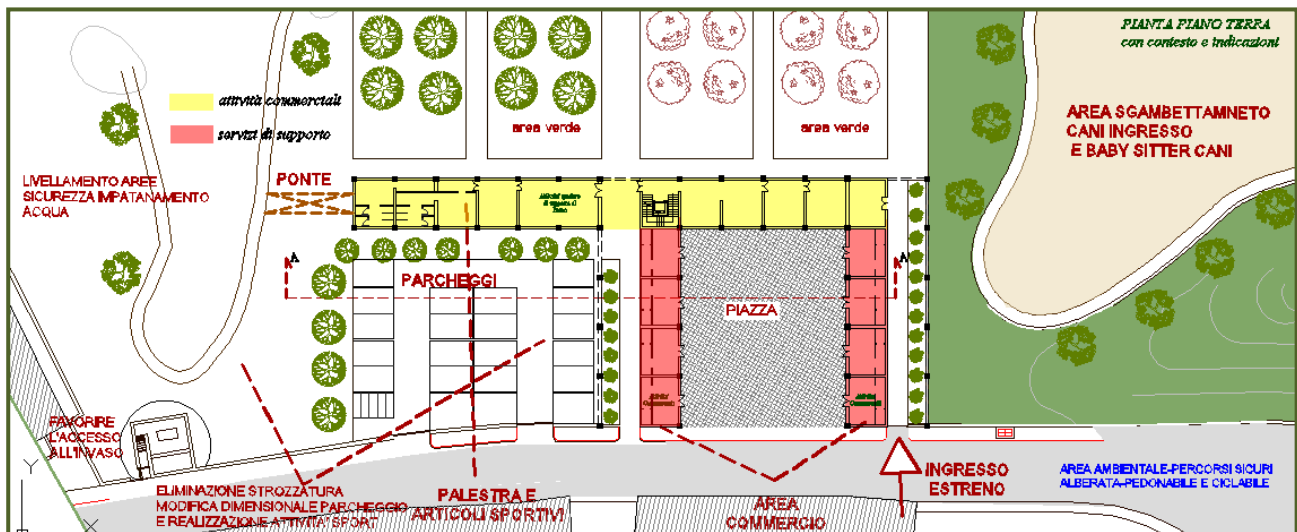 PIANTA PIANO TERRA
con contesto e indicazioni
attività commerciali
servizi di supporto
area verde
area verde
AREA SGAMBETTAMNETO
CANI INGRESSO
E BABY SITTER CANI
LIVELLAMENTO AREE
SICUREZZA IMPATANAMENTO
ACQUA
PONTE
A
A
PARCHEGGI
PIAZZA
FAVORIRE
L'ACCESSO
ALL'INVASO
ELIMINAZIONE STROZZATURA
MODIFICA DIMENSIONALE PARCHEGGIO
E REALIZZAZIONE ATTIVITA' SPORT
PALESTRA E
ARTICOLI SPORTIVI
AREA
COMMERCIO
INGRESSO
ESTRENO
AREA AMBIENTALE-PERCORSI SICURI
ALBERATA-PEDONABILE E CICLABILE
Y
X